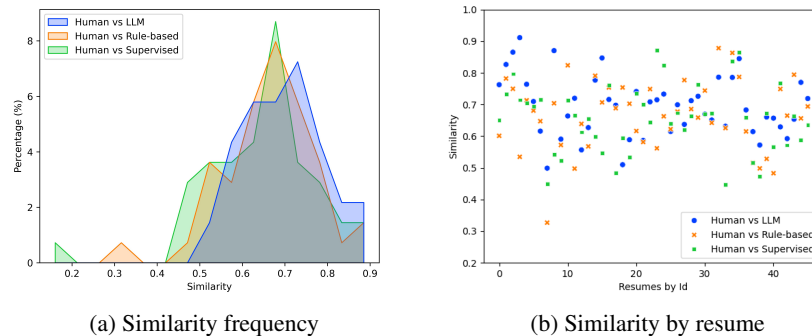 Human vs LLM
Human vs Rule-based
Human vs Supervised
Percentage (%)
8
6
4
2
0
0.2 0.3 0.4 0.5 0.6 0.7 0.8 0.9
Similarity
(a) Similarity frequency
1.0
0.9
0.8
0.7
0.6
0.5
0.4
0.3
0.2
Similarity
Human vs LLM
Human vs Rule-based
Human vs Supervised
0 10 20 30 40
Resumes by Id
(b) Similarity by resume